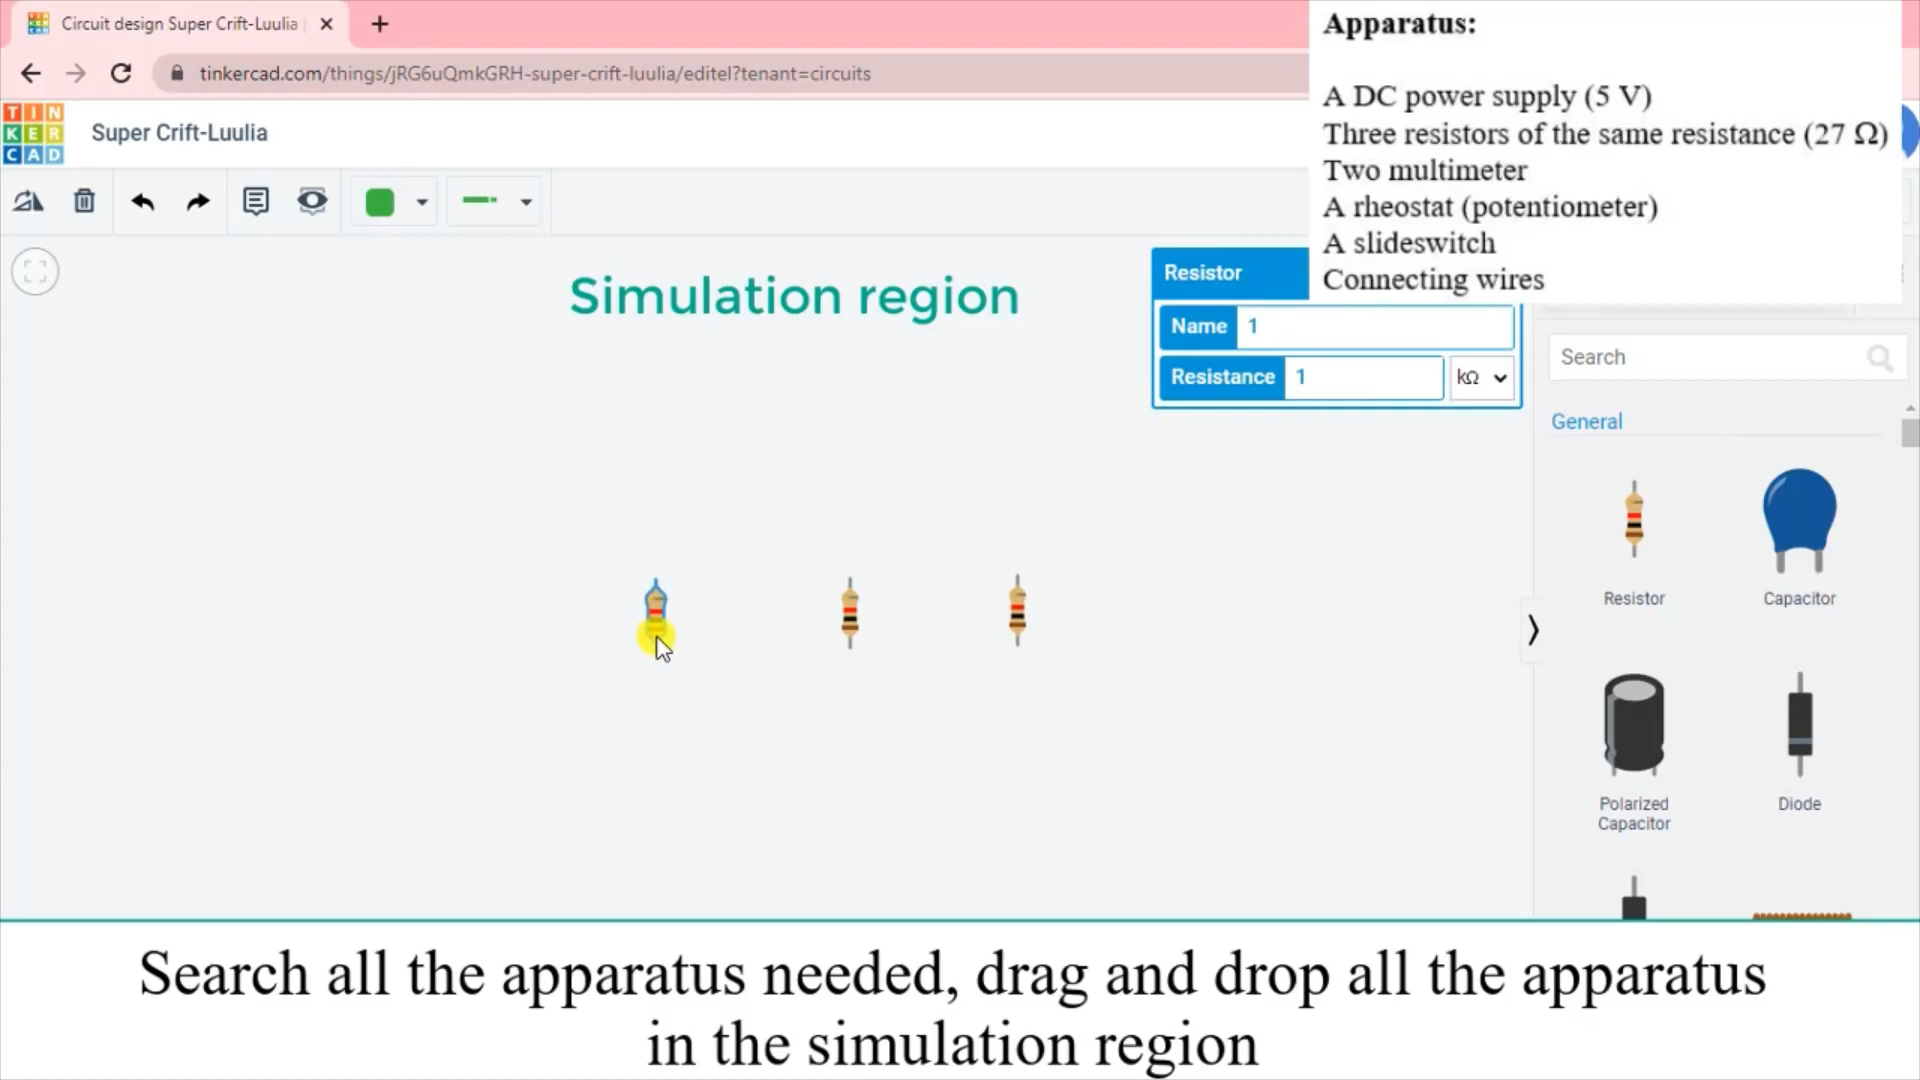 Circuit design Super Crift-Luulia
tinkercad.com/things/jRG6uQmkGRH-super-crift-luulia/editel?tenant=circuits
TIN
KER
CAD
Super Crift-Luulia
Apparatus:
A DC power supply (5 V)
Three resistors of the same resistance (27 Ω)
Two multimeter
A rheostat (potentiometer)
A slideswitch
Connecting wires
Simulation region
Resistor
Name 1
Resistance 1 kΩ
Search
General
Resistor
Capacitor
Polarized
Capacitor
Diode
Search all the apparatus needed, drag and drop all the apparatus
in the simulation region